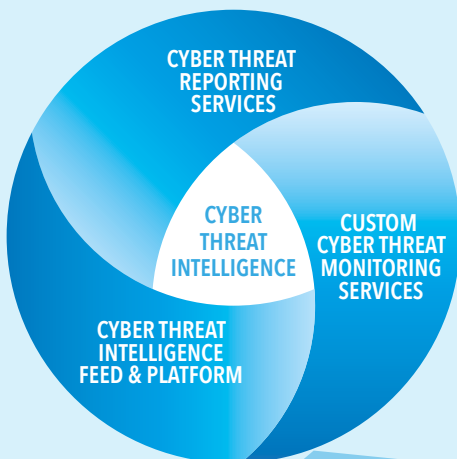 CYBER THREAT
REPORTING
SERVICES
CYBER
THREAT
INTELLIGENCE
CUSTOM
CYBER THREAT
MONITORING
SERVICES
CYBER THREAT
INTELLIGENCE
FEED & PLATFORM